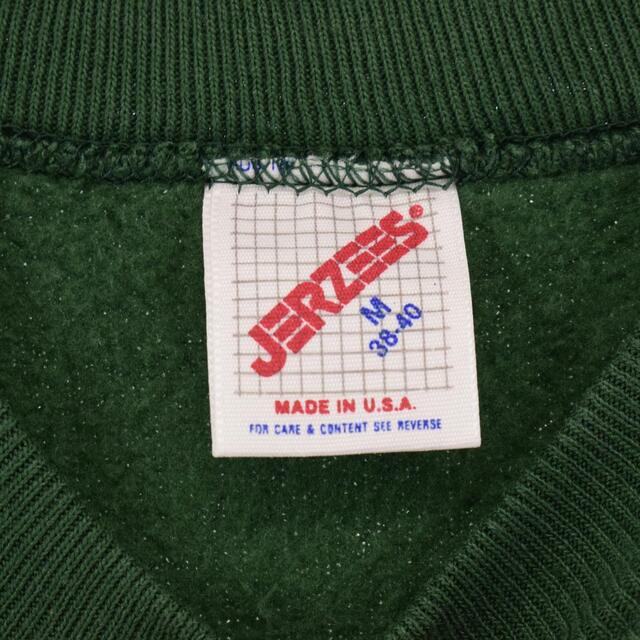 JERZEES®
M
38-40
MADE IN U.S.A.
FOR CARE & CONTENT SEE REVERSE